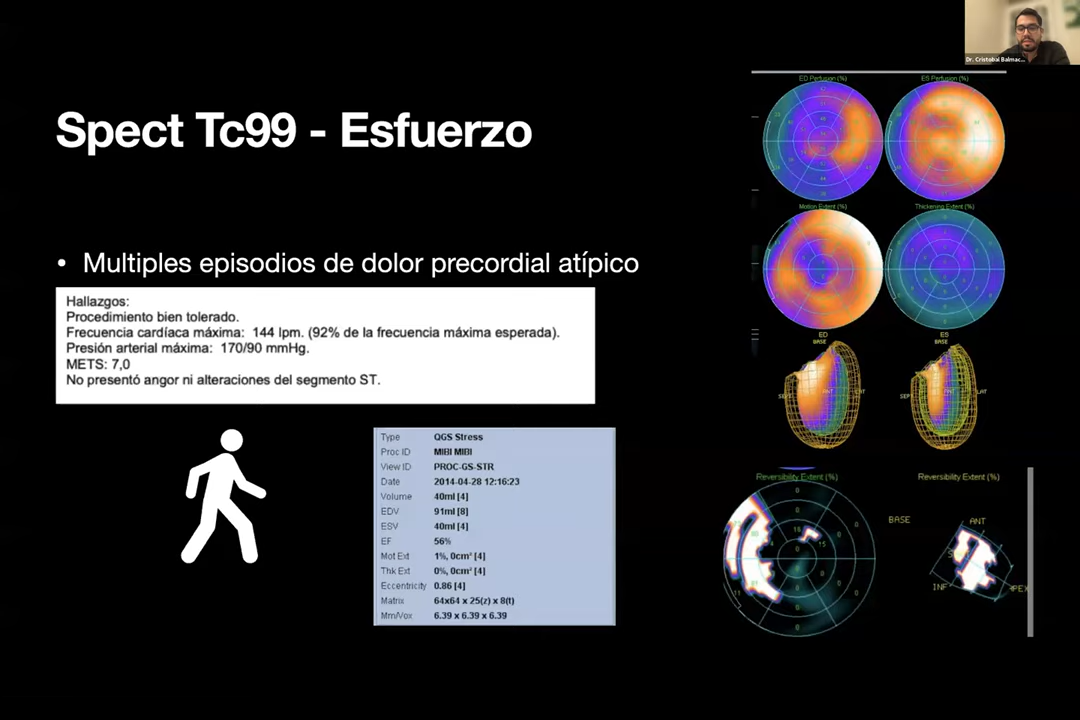 Dr. Cristobal Balmac...
Spect Tc99 - Esfuerzo
• Multiples episodios de dolor precordial atípico
Hallazgos:
Procedimiento bien tolerado.
Frecuencia cardíaca máxima: 144 lpm. (92% de la frecuencia máxima esperada).
Presión arterial máxima: 170/90 mmHg.
METS: 7,0
No presentó angor ni alteraciones del segmento ST.
Type QGS Stress
Proc ID MIBI MIBI
View ID PROC-GS-STR
Date 2014-04-28 12:16:23
Volume 40ml [4]
EDV 91ml [8]
ESV 40ml [4]
EF 56%
Mot Ext 1%, 0cm² [4]
Thk Ext 0%, 0cm² [4]
Eccentricity 0.86 [4]
Matrix 64x64 x 25(z) x 8(t)
Mm/Vox 6.39 x 6.39 x 6.39
ED Perfusion (%) ES Perfusion (%)
Motion Extent (%) Thickening Extent (%)
ED ES
BASE BASE
LAT LAT
Reversibility Extent (%) Reversibility Extent (%)
BASE ANT
INF